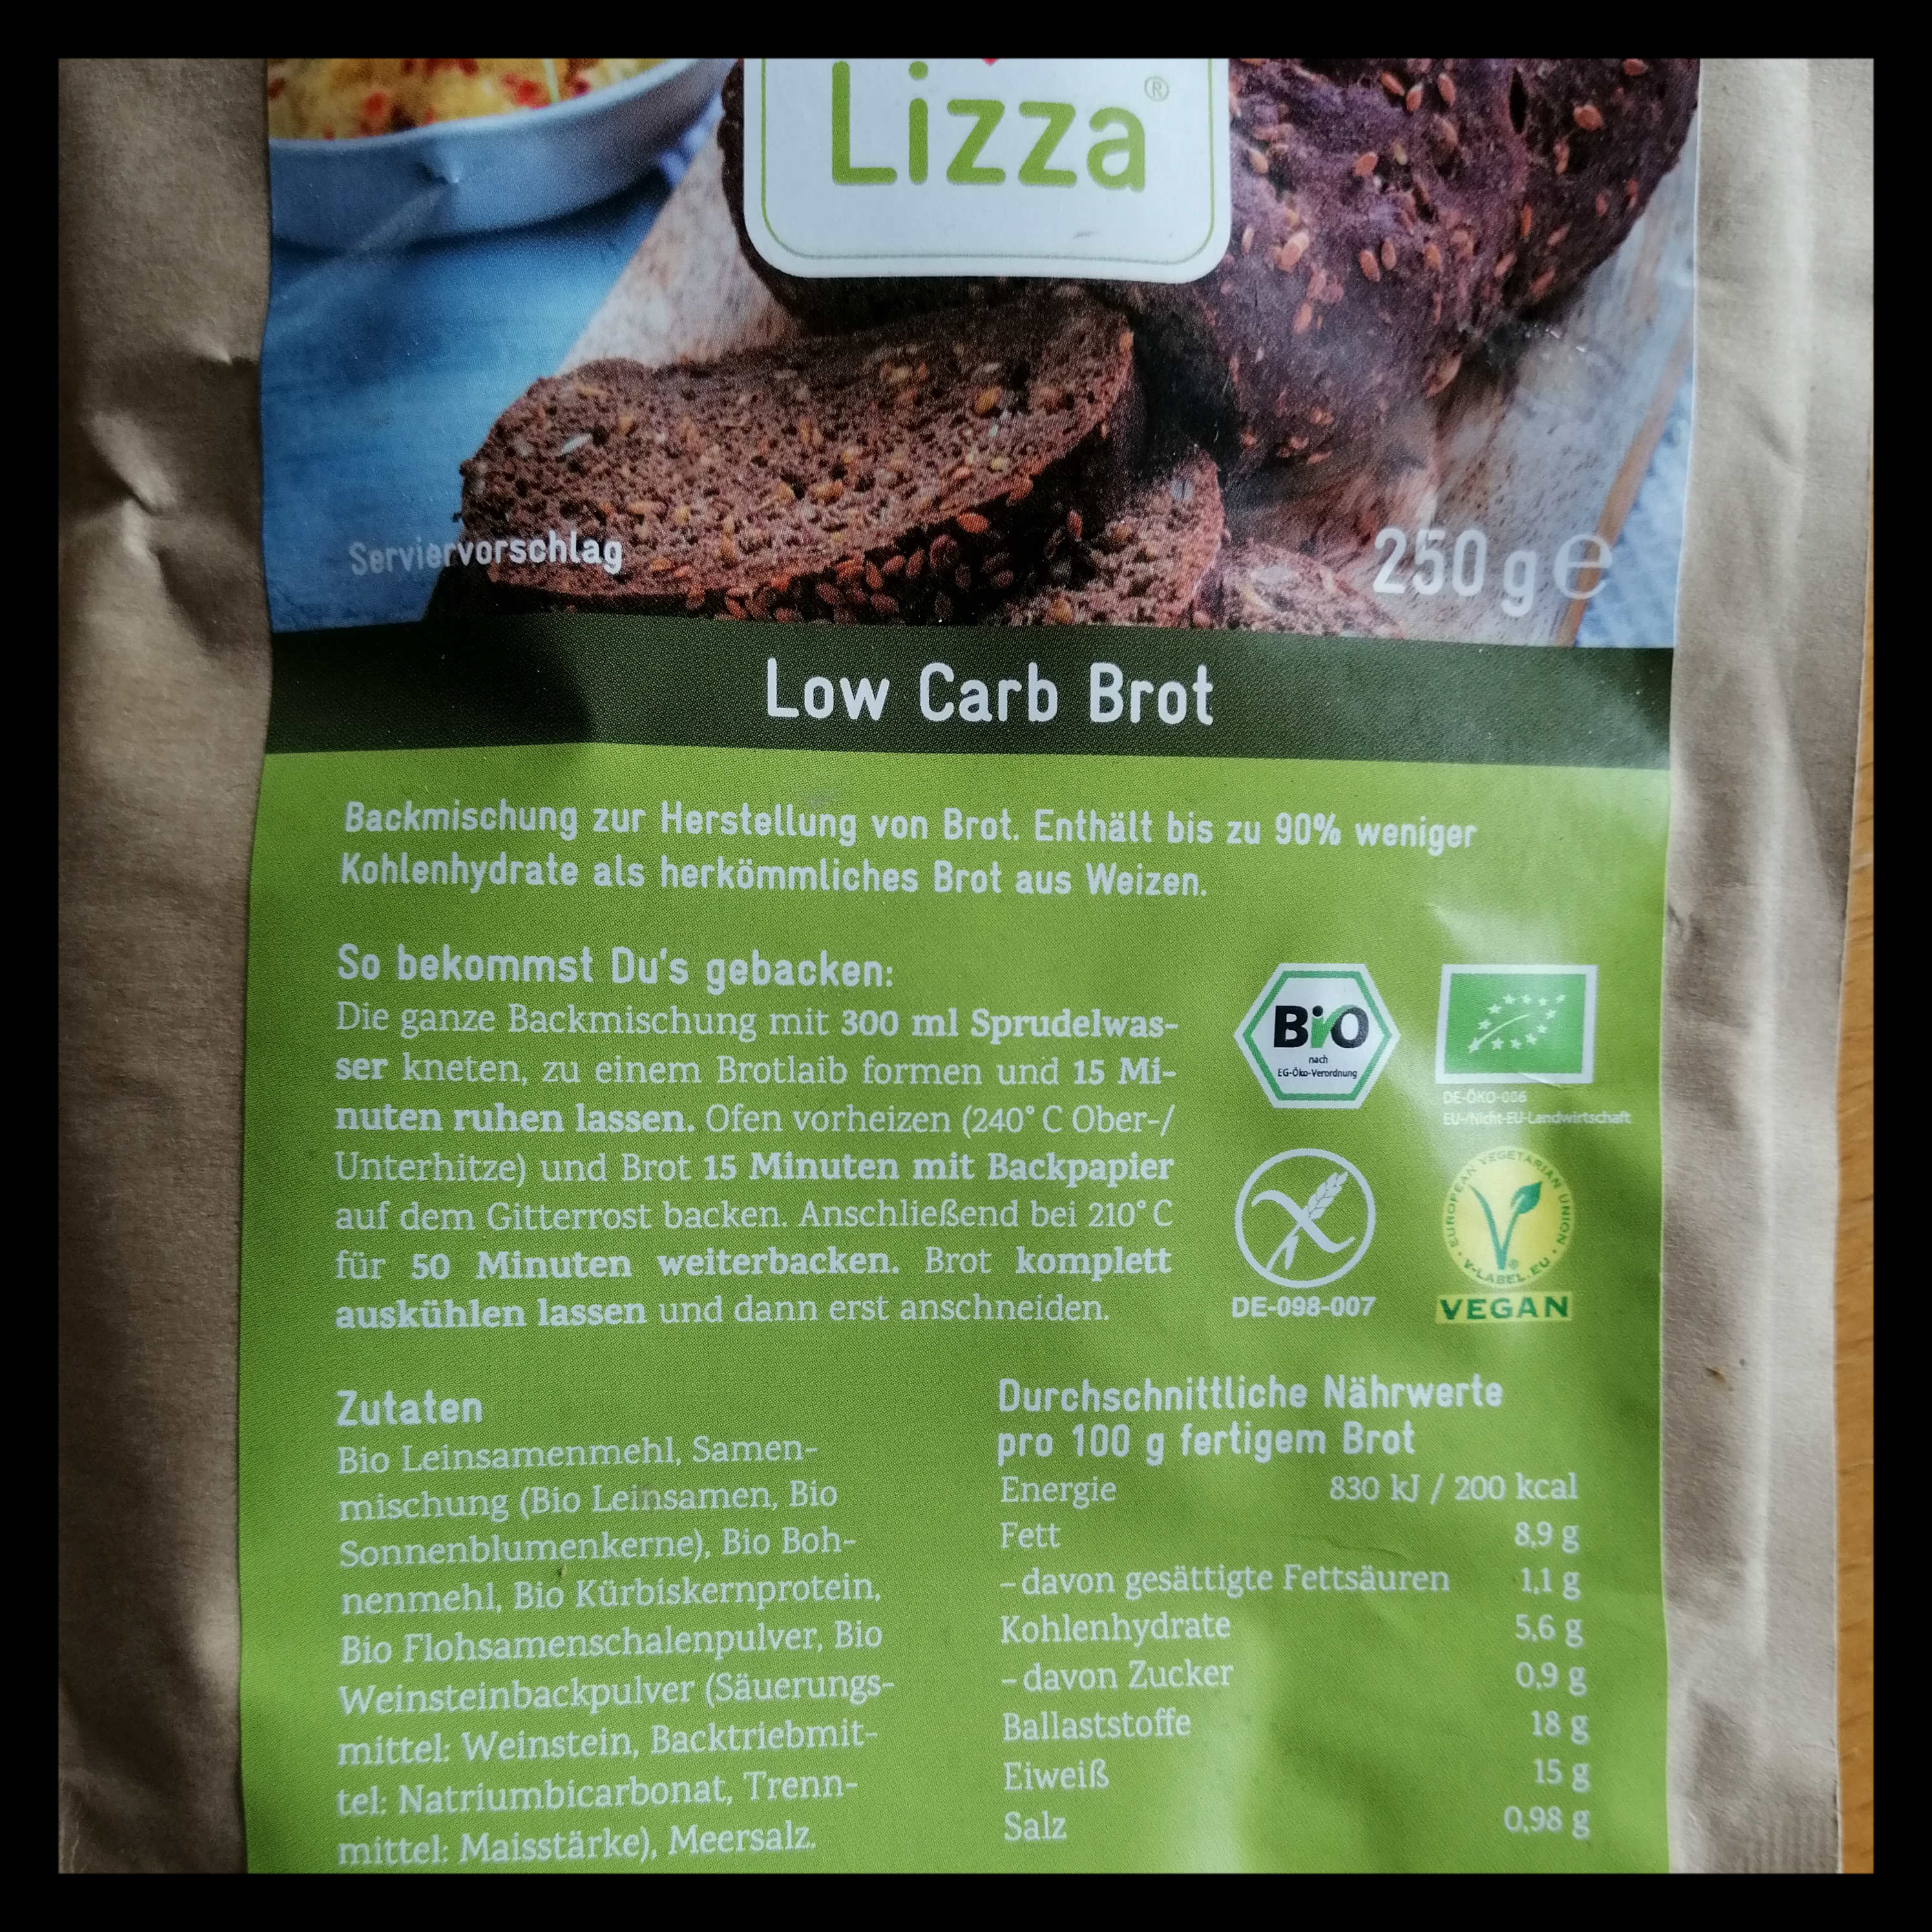 Lizza®
Serviervorschlag
250 g ℮
Low Carb Brot
Backmischung zur Herstellung von Brot. Enthält bis zu 90% weniger
Kohlenhydrate als herkömmliches Brot aus Weizen.
So bekommst Du's gebacken:
Die ganze Backmischung mit 300 ml Sprudelwas-
ser kneten, zu einem Brotlaib formen und 15 Mi-
nuten ruhen lassen. Ofen vorheizen (240° C Ober-/
Unterhitze) und Brot 15 Minuten mit Backpapier
auf dem Gitterrost backen. Anschließend bei 210° C
für 50 Minuten weiterbacken. Brot komplett
auskühlen lassen und dann erst anschneiden.
Bio
nach
EG-Öko-Verordnung
DE-ÖKO-006
EU-/Nicht-EU-Landwirtschaft
DE-098-007
EUROPEAN VEGETARIAN UNION
V-LABEL.EU
VEGAN
Zutaten
Bio Leinsamenmehl, Samen-
mischung (Bio Leinsamen, Bio
Sonnenblumenkerne), Bio Boh-
nenmehl, Bio Kürbiskernprotein,
Bio Flohsamenschalenpulver, Bio
Weinsteinbackpulver (Säuerungs-
mittel: Weinstein, Backtriebmit-
tel: Natriumbicarbonat, Trenn-
mittel: Maisstärke), Meersalz.
Durchschnittliche Nährwerte
pro 100 g fertigem Brot
Energie 830 kJ / 200 kcal
Fett 8,9 g
– davon gesättigte Fettsäuren 1,1 g
Kohlenhydrate 5,6 g
– davon Zucker 0,9 g
Ballaststoffe 18 g
Eiweiß 15 g
Salz 0,98 g